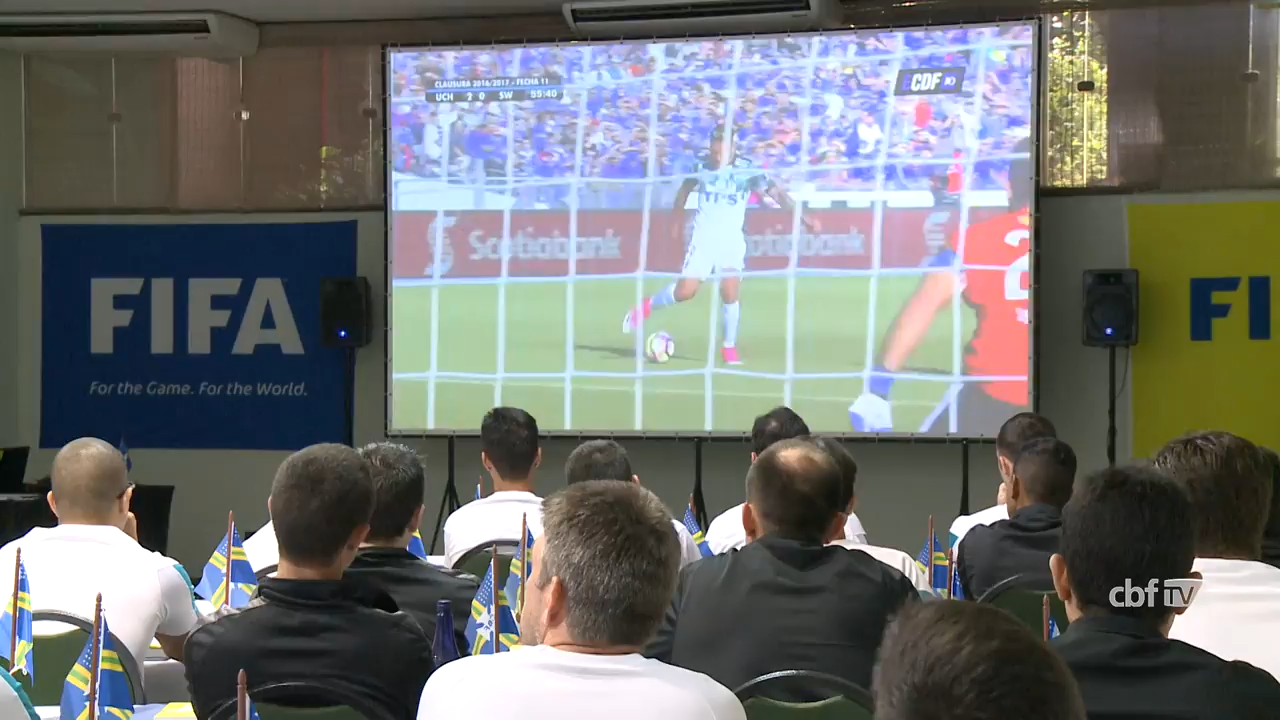 CLAUSURA 2016/2017 - FECHA 11
UCH 2 0 SW 55:40
CDF
Scotiabank
Scotiabank
2
FIFA
For the Game. For the World.
FI
cbf TV